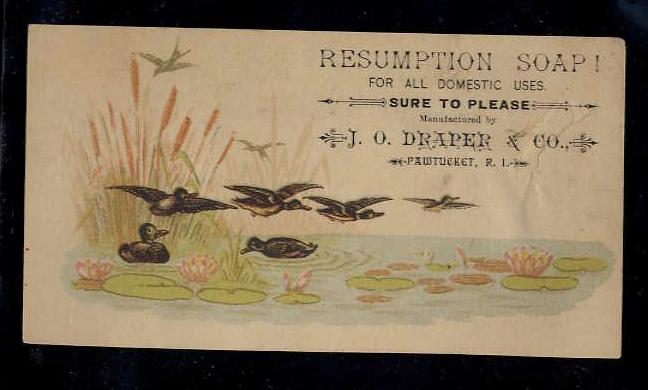 RESUMPTION SOAP!
FOR ALL DOMESTIC USES.
SURE TO PLEASE
Manufactured by
J. O. DRAPER & CO.,
PAWTUCKET, R. I.